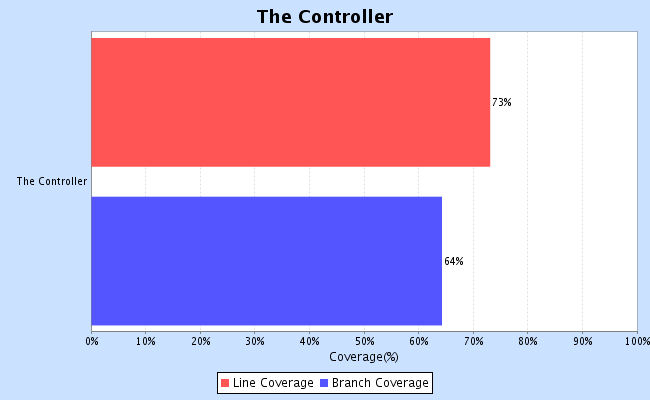 The Controller
73%
The Controller
64%
0% 10% 20% 30% 40% 50% 60% 70% 80% 90% 100%
Coverage(%)
Line Coverage Branch Coverage